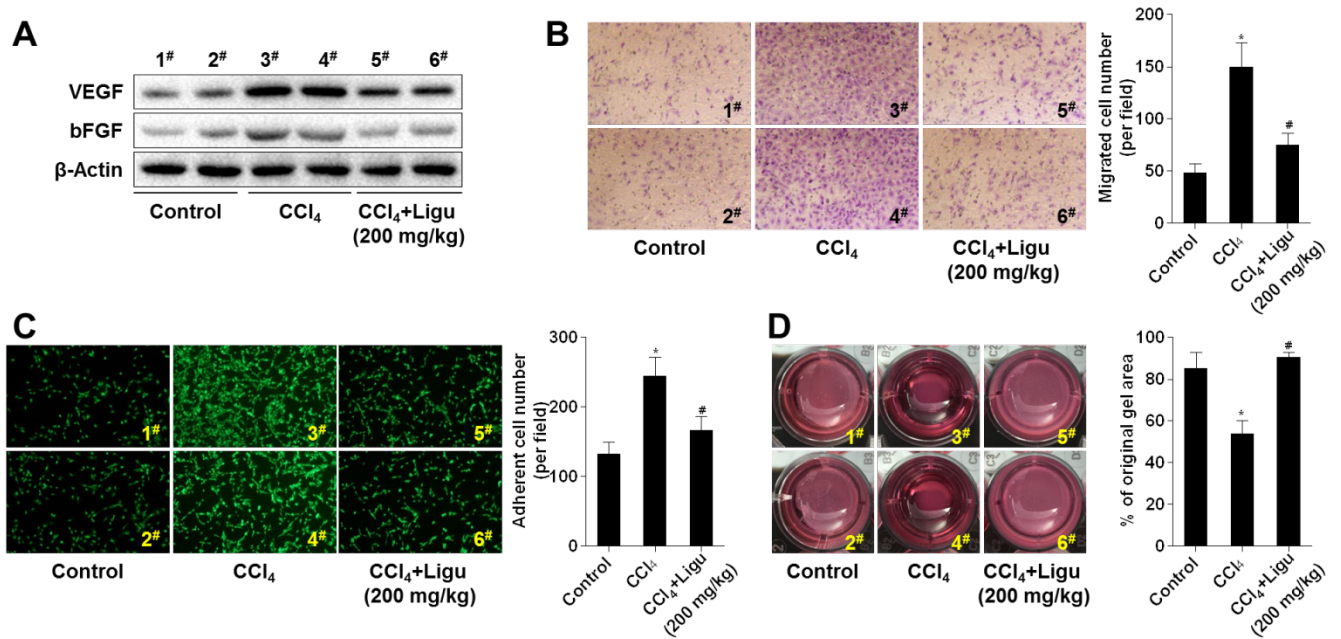 A
1# 2# 3# 4# 5# 6#
VEGF
bFGF
β-Actin
Control CCl₄ CCl₄+Ligu
(200 mg/kg)
B
1# 3# 5#
2# 4# 6#
Control CCl₄ CCl₄+Ligu
(200 mg/kg)
Migrated cell number
(per field)
200
150
100
50
0
Control
CCl₄
CCl₄+Ligu
(200 mg/kg)
*
#
C
1# 3# 5#
2# 4# 6#
Control CCl₄ CCl₄+Ligu
(200 mg/kg)
Adherent cell number
(per field)
300
200
100
0
Control
CCl₄
CCl₄+Ligu
(200 mg/kg)
*
#
D
1# 3# 5#
2# 4# 6#
Control CCl₄ CCl₄+Ligu
(200 mg/kg)
% of original gel area
100
80
60
40
20
0
Control
CCl₄
CCl₄+Ligu
(200 mg/kg)
*
#